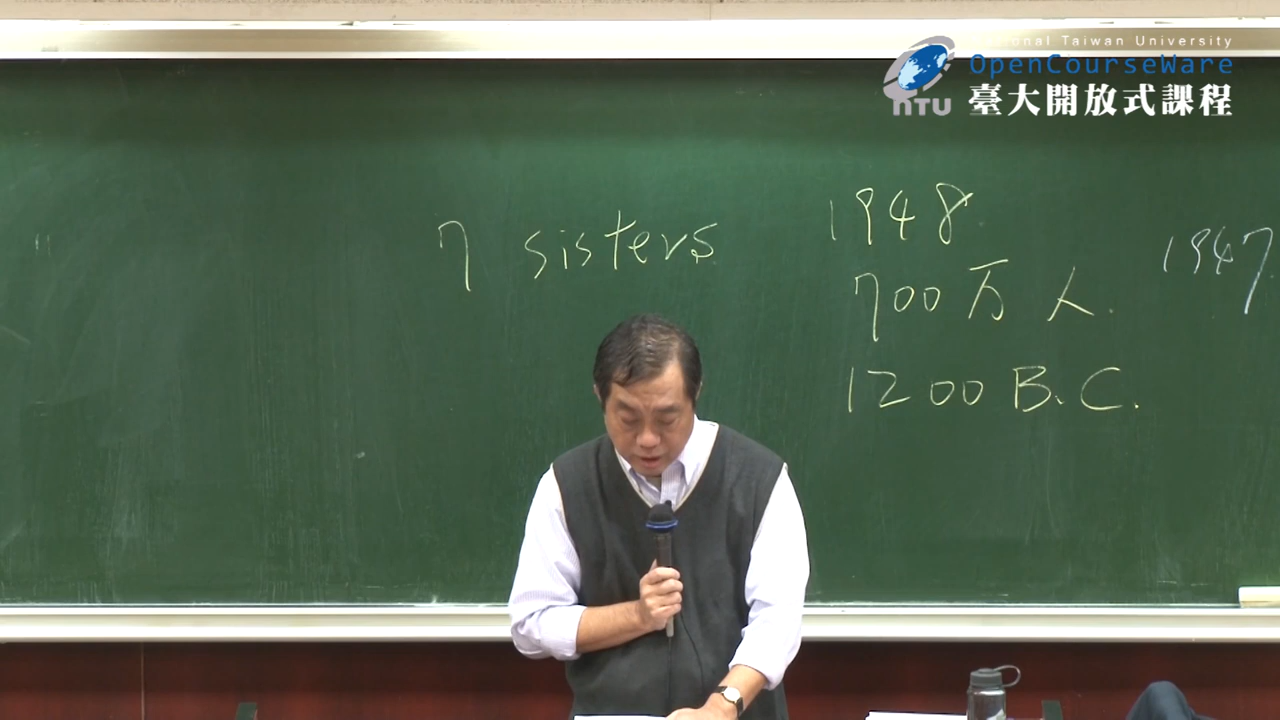 National Taiwan University
OpenCourseWare
NTU
臺大開放式課程
7 sisters
1948
700万人.
1200 B.C.
1947